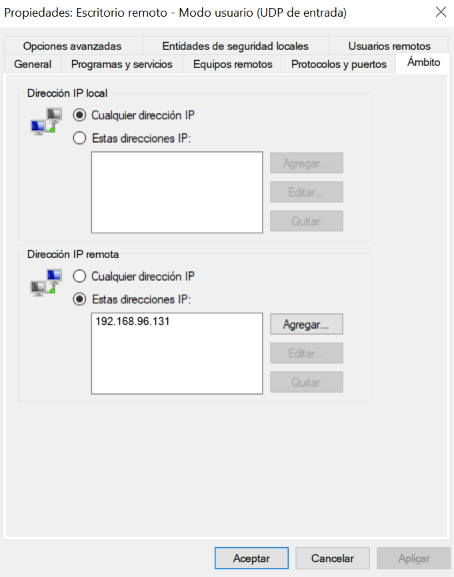 Propiedades: Escritorio remoto - Modo usuario (UDP de entrada)
Opciones avanzadas Entidades de seguridad locales Usuarios remotos
General Programas y servicios Equipos remotos Protocolos y puertos Ámbito
Dirección IP local
Cualquier dirección IP
Estas direcciones IP:
Agregar...
Editar...
Quitar
Dirección IP remota
Cualquier dirección IP
Estas direcciones IP:
192.168.96.131
Agregar...
Editar...
Quitar
Aceptar Cancelar Aplicar